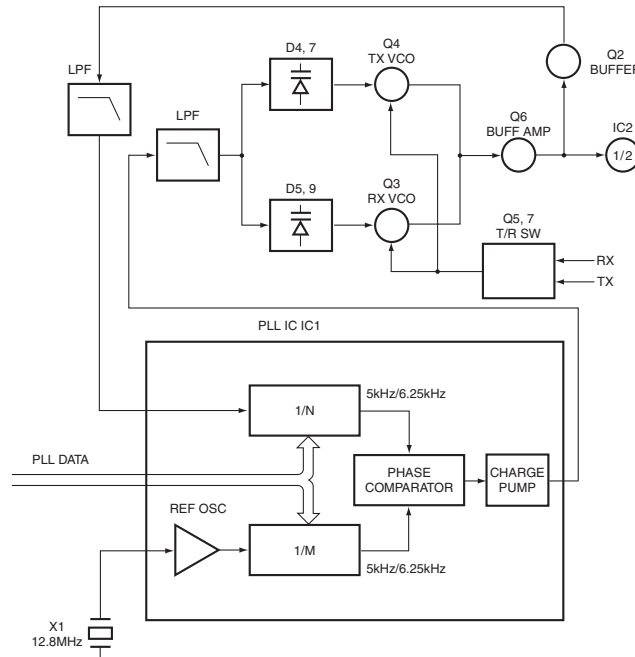 LPF
D4, 7
Q4
TX VCO
Q2
BUFFER
LPF
Q6
BUFF AMP
IC2
1/2
D5, 9
Q3
RX VCO
Q5, 7
T/R SW
RX
TX
PLL IC IC1
5kHz/6.25kHz
1/N
PLL DATA
PHASE
COMPARATOR
CHARGE
PUMP
REF OSC
1/M
5kHz/6.25kHz
X1
12.8MHz